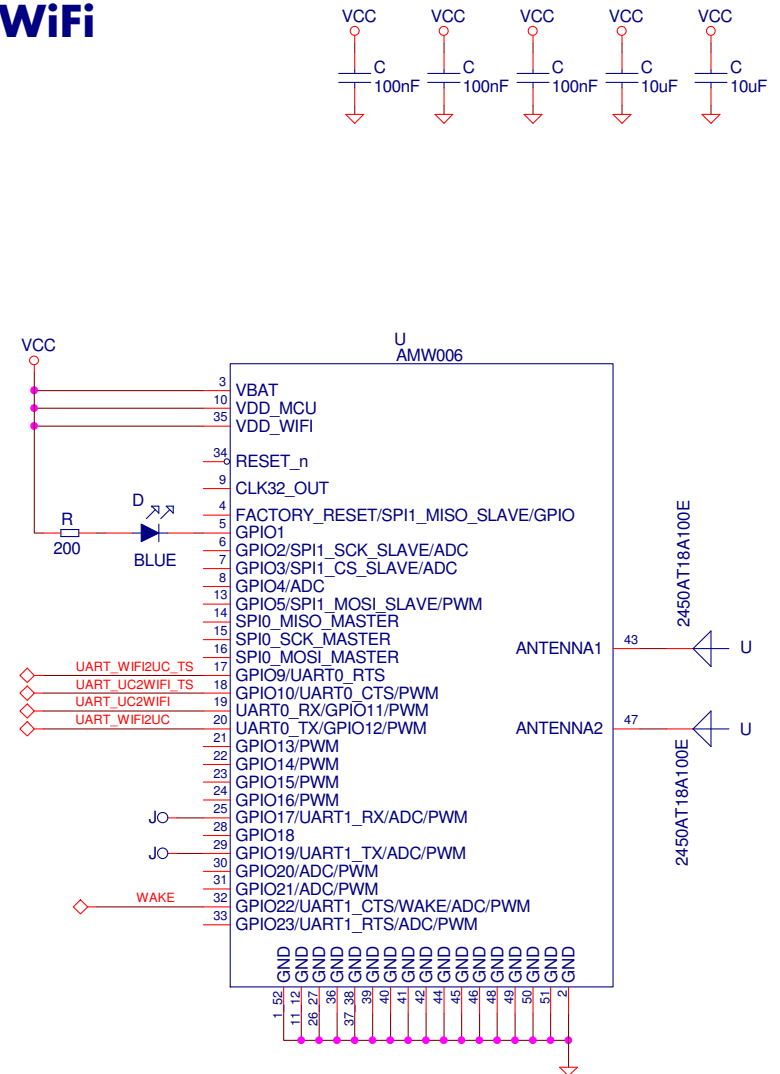 WiFi
VCC VCC VCC VCC VCC
C C C C C
100nF 100nF 100nF 10uF 10uF
VCC
U
AMW006
3 VBAT
10 VDD_MCU
35 VDD_WIFI
34 RESET_n
9 CLK32_OUT
4 FACTORY_RESET/SPI1_MISO_SLAVE/GPIO
R
200
D
BLUE
5 GPIO1
6 GPIO2/SPI1_SCK_SLAVE/ADC
7 GPIO3/SPI1_CS_SLAVE/ADC
8 GPIO4/ADC
13 GPIO5/SPI1_MOSI_SLAVE/PWM
14 SPI0_MISO_MASTER
15 SPI0_SCK_MASTER
16 SPI0_MOSI_MASTER
UART_WIFI2UC_TS 17 GPIO9/UART0_RTS
UART_UC2WIFI_TS 18 GPIO10/UART0_CTS/PWM
UART_UC2WIFI 19 UART0_RX/GPIO11/PWM
UART_WIFI2UC 20 UART0_TX/GPIO12/PWM
21 GPIO13/PWM
22 GPIO14/PWM
23 GPIO15/PWM
24 GPIO16/PWM
J 25 GPIO17/UART1_RX/ADC/PWM
28 GPIO18
J 29 GPIO19/UART1_TX/ADC/PWM
30 GPIO20/ADC/PWM
31 GPIO21/ADC/PWM
WAKE 32 GPIO22/UART1_CTS/WAKE/ADC/PWM
33 GPIO23/UART1_RTS/ADC/PWM
ANTENNA1 43 U
2450AT18A100E
ANTENNA2 47 U
2450AT18A100E
GND GND GND GND GND GND GND GND GND GND GND GND GND GND GND GND GND
1 52 11 12 26 27 36 37 38 39 40 41 42 44 45 46 48 49 50 51 2